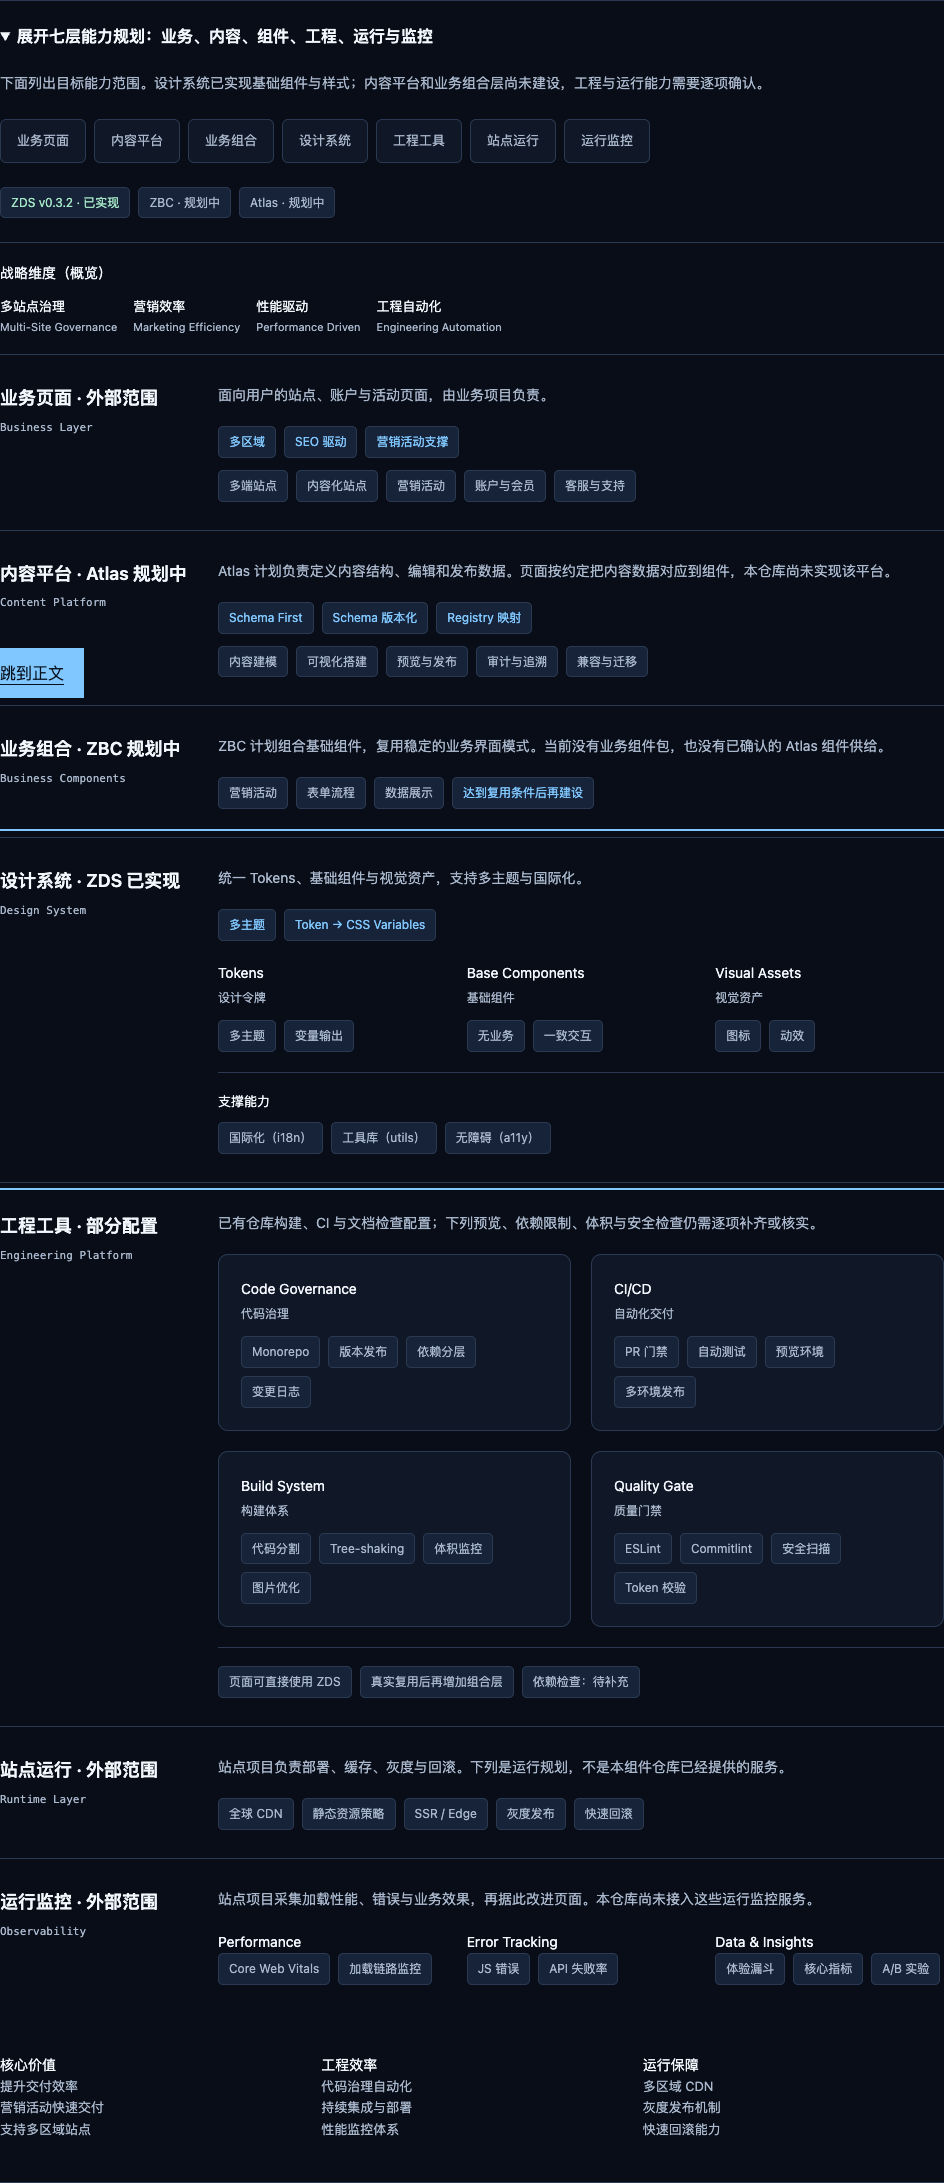 ▼ 展开七层能力规划：业务、内容、组件、工程、运行与监控
下面列出目标能力范围。设计系统已实现基础组件与样式；内容平台和业务组合层尚未建设，工程与运行能力需要逐项确认。
业务页面 内容平台 业务组合 设计系统 工程工具 站点运行 运行监控
ZDS v0.3.2 · 已实现 ZBC · 规划中 Atlas · 规划中
战略维度（概览）
多站点治理 营销效率 性能驱动 工程自动化
Multi-Site Governance Marketing Efficiency Performance Driven Engineering Automation
业务页面 · 外部范围
Business Layer
面向用户的站点、账户与活动页面，由业务项目负责。
多区域 SEO 驱动 营销活动支撑
多端站点 内容化站点 营销活动 账户与会员 客服与支持
内容平台 · Atlas 规划中
Content Platform
Atlas 计划负责定义内容结构、编辑和发布数据。页面按约定把内容数据对应到组件，本仓库尚未实现该平台。
Schema First Schema 版本化 Registry 映射
内容建模 可视化搭建 预览与发布 审计与追溯 兼容与迁移
跳到正文
业务组合 · ZBC 规划中
Business Components
ZBC 计划组合基础组件，复用稳定的业务界面模式。当前没有业务组件包，也没有已确认的 Atlas 组件供给。
营销活动 表单流程 数据展示 达到复用条件后再建设
设计系统 · ZDS 已实现
Design System
统一 Tokens、基础组件与视觉资产，支持多主题与国际化。
多主题 Token → CSS Variables
Tokens Base Components Visual Assets
设计令牌 基础组件 视觉资产
多主题 变量输出 无业务 一致交互 图标 动效
支撑能力
国际化（i18n） 工具库（utils） 无障碍（a11y）
工程工具 · 部分配置
Engineering Platform
已有仓库构建、CI 与文档检查配置；下列预览、依赖限制、体积与安全检查仍需逐项补齐或核实。
Code Governance
代码治理
Monorepo 版本发布 依赖分层
变更日志
CI/CD
自动化交付
PR 门禁 自动测试 预览环境
多环境发布
Build System
构建体系
代码分割 Tree-shaking 体积监控
图片优化
Quality Gate
质量门禁
ESLint Commitlint 安全扫描
Token 校验
页面可直接使用 ZDS 真实复用后再增加组合层 依赖检查：待补充
站点运行 · 外部范围
Runtime Layer
站点项目负责部署、缓存、灰度与回滚。下列是运行规划，不是本组件仓库已经提供的服务。
全球 CDN 静态资源策略 SSR / Edge 灰度发布 快速回滚
运行监控 · 外部范围
Observability
站点项目采集加载性能、错误与业务效果，再据此改进页面。本仓库尚未接入这些运行监控服务。
Performance Error Tracking Data & Insights
Core Web Vitals 加载链路监控 JS 错误 API 失败率 体验漏斗 核心指标 A/B 实验
核心价值
提升交付效率
营销活动快速交付
支持多区域站点
工程效率
代码治理自动化
持续集成与部署
性能监控体系
运行保障
多区域 CDN
灰度发布机制
快速回滚能力